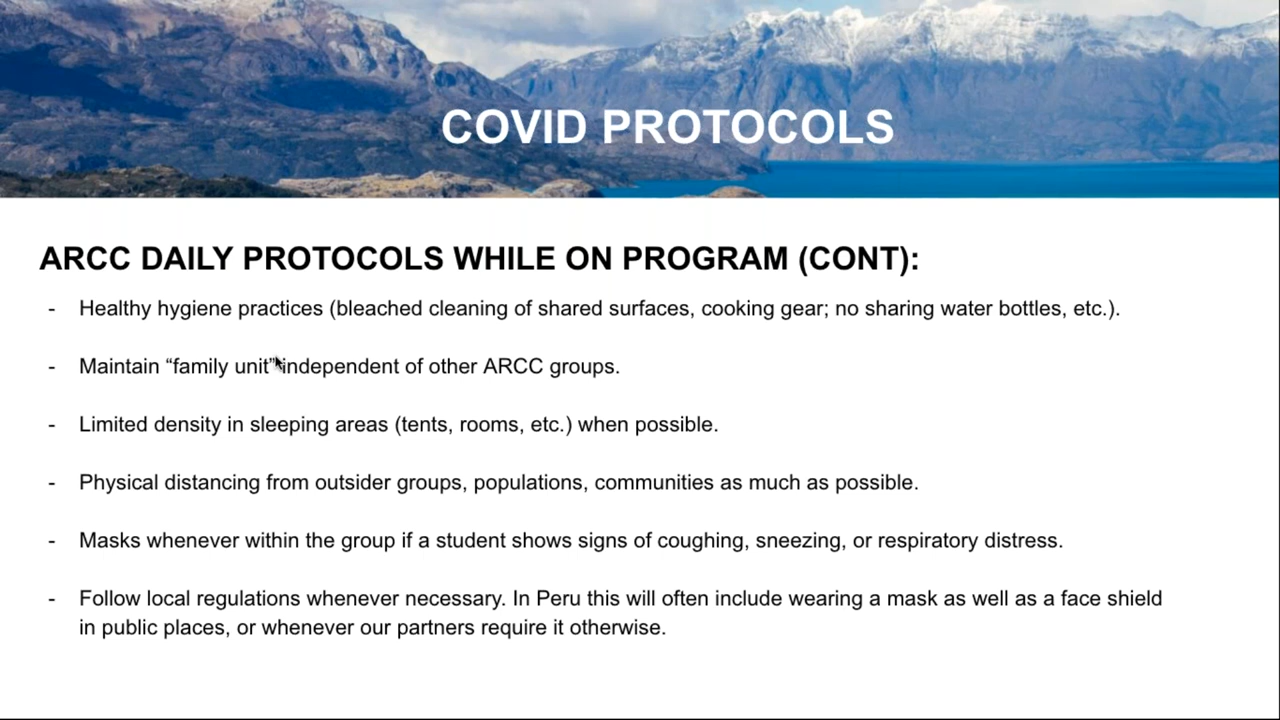 COVID PROTOCOLS
ARCC DAILY PROTOCOLS WHILE ON PROGRAM (CONT):
- Healthy hygiene practices (bleached cleaning of shared surfaces, cooking gear; no sharing water bottles, etc.).
- Maintain “family unit” independent of other ARCC groups.
- Limited density in sleeping areas (tents, rooms, etc.) when possible.
- Physical distancing from outsider groups, populations, communities as much as possible.
- Masks whenever within the group if a student shows signs of coughing, sneezing, or respiratory distress.
- Follow local regulations whenever necessary. In Peru this will often include wearing a mask as well as a face shield
in public places, or whenever our partners require it otherwise.